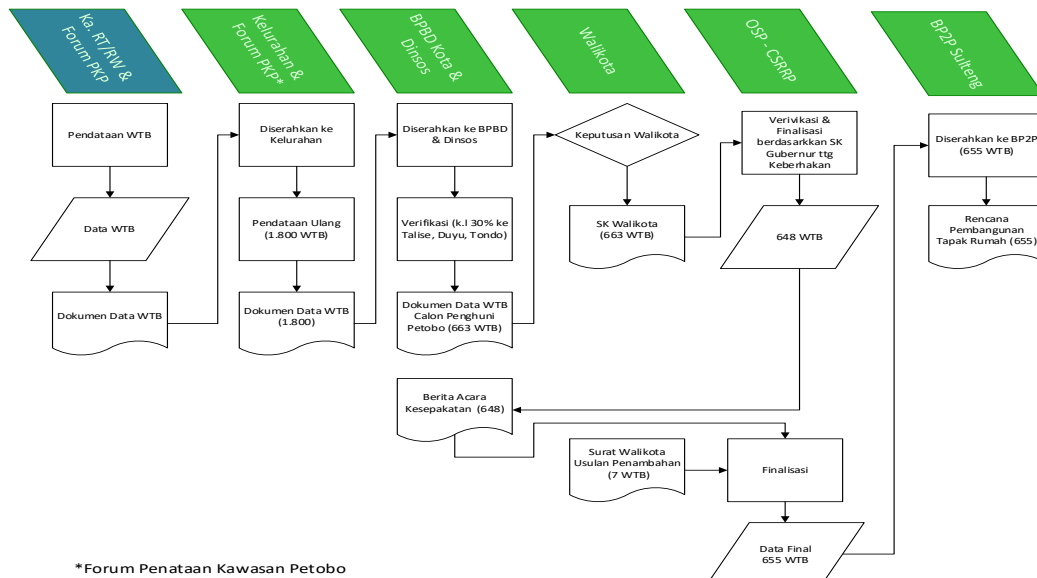 Ka. RT/RW &
Forum PKP
Kelurahan &
Forum PKP*
BPBD Kota &
Dinsos
Walikota
OSP - CSRRP
BP2P Sulteng
Pendataan WTB
Diserahkan ke
Kelurahan
Diserahkan ke BPBD
& Dinsos
Keputusan Walikota
Verivikasi &
Finalisasi
berdasarkkan SK
Gubernur ttg
Keberhakan
Diserahkan ke BP2P
(655 WTB)
Data WTB
Pendataan Ulang
(1.800 WTB)
Verifikasi (k.l 30% ke
Talise, Duyu, Tondo)
SK Walikota
(663 WTB)
648 WTB
Rencana
Pembangunan
Tapak Rumah (655)
Dokumen Data WTB
Dokumen Data WTB
(1.800)
Dokumen Data WTB
Calon Penghuni
Petobo (663 WTB)
Berita Acara
Kesepakatan (648)
Surat Walikota
Usulan Penambahan
(7 WTB)
Finalisasi
Data Final
655 WTB
*Forum Penataan Kawasan Petobo